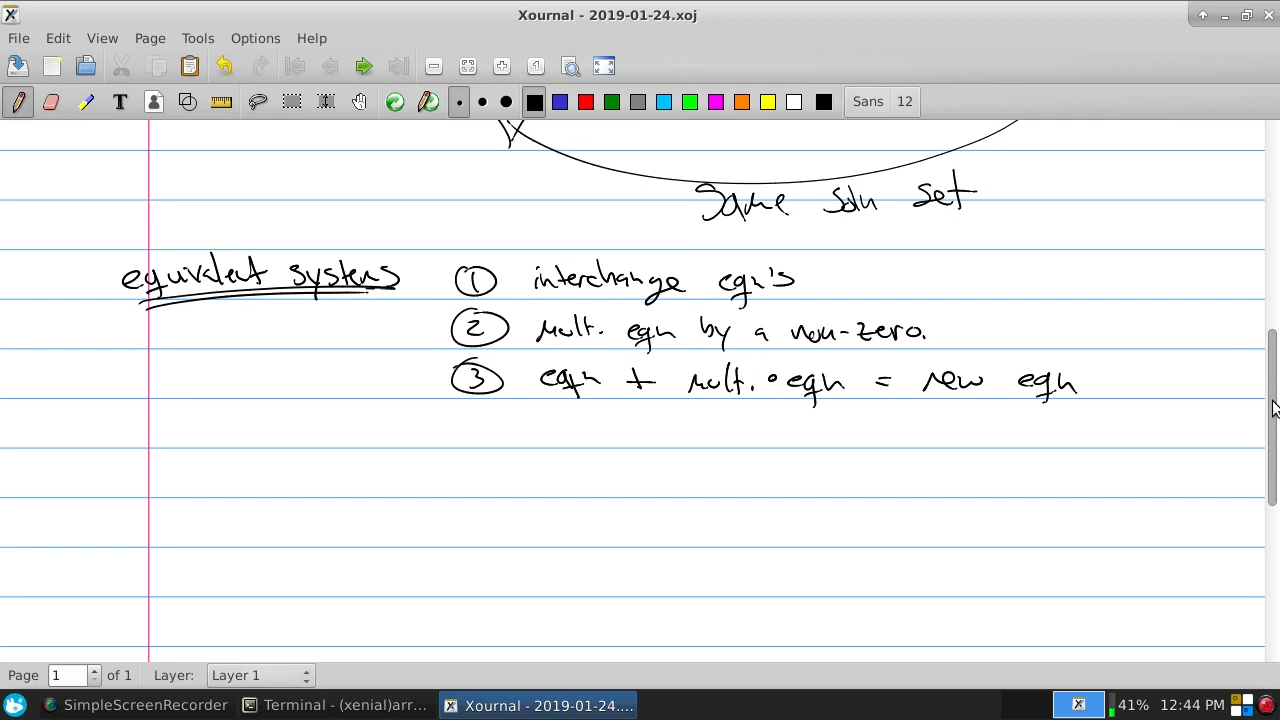 Xournal - 2019-01-24.xoj
File Edit View Page Tools Options Help
Sans 12
Same soln set
equivalent systems ① interchange eqn's
② mult. eqn by a non-zero.
③ eqn + mult. • eqn = new eqn
Page 1 of 1 Layer: Layer 1
SimpleScreenRecorder Terminal - (xenial)arr... Xournal - 2019-01-24.... 41% 12:44 PM